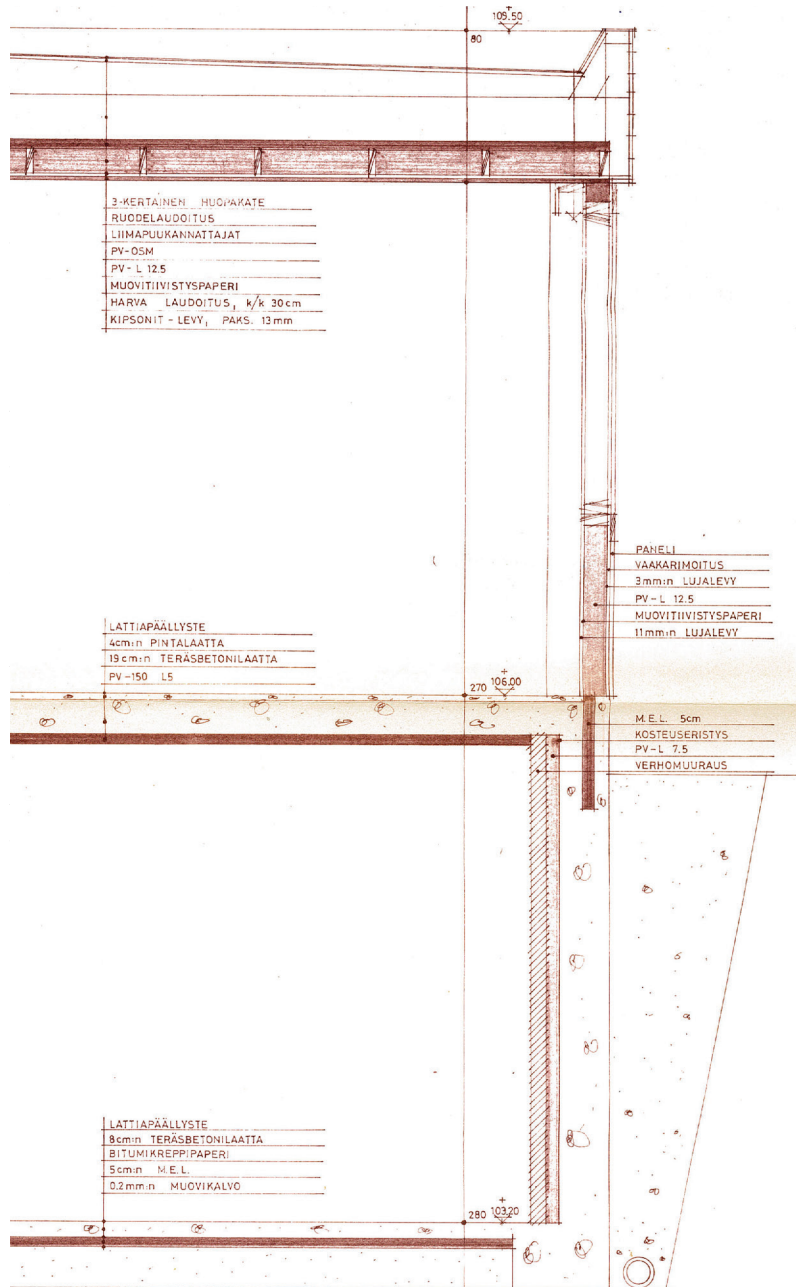 109.50
80
3-KERTAINEN HUOPAKATE
RUODELAUDOITUS
LIIMAPUUKANNATTAJAT
PV-OSM
PV-L 12.5
MUOVITIIVISTYSPAPERI
HARVA LAUDOITUS, k/k 30cm
KIPSONIT-LEVY, PAKS. 13mm
PANELI
VAAKARIMOITUS
3mm:n LUJALEVY
PV-L 12.5
MUOVITIIVISTYSPAPERI
11mm:n LUJALEVY
LATTIAPÄÄLLYSTE
4cm:n PINTALAATTA
19cm:n TERÄSBETONILAATTA
PV-150 L5
270 106.00
M.E.L. 5cm
KOSTEUSERISTYS
PV-L 7.5
VERHOMUURAUS
LATTIAPÄÄLLYSTE
8cm:n TERÄSBETONILAATTA
BITUMIKREPPIPAPERI
5cm:n M.E.L.
0.2mm:n MUOVIKALVO
280 103.20